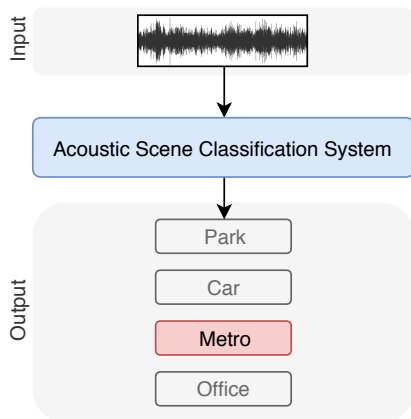 Input
Acoustic Scene Classification System
Output
Park
Car
Metro
Office